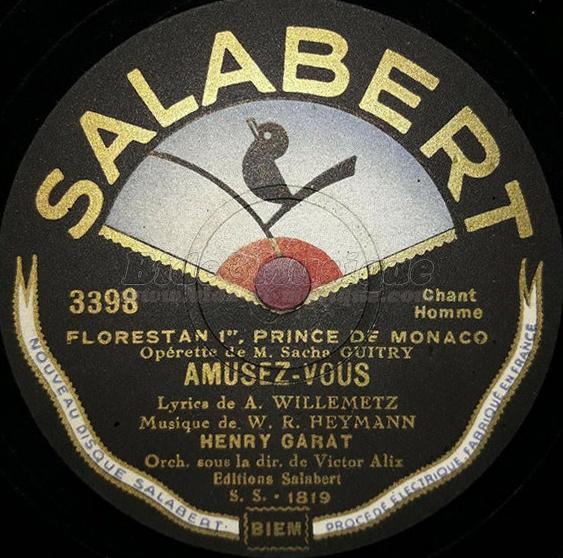 SALABERT
3398
Chant
Homme
FLORESTAN 1er, PRINCE DE MONACO
Opérette de M. Sacha GUITRY
AMUSEZ-VOUS
Lyrics de A. WILLEMETZ
Musique de W. R. HEYMANN
HENRY GARAT
Orch. sous la dir. de Victor Alix
Editions Salabert
S. S. - 1819
NOUVEAU DISQUE SALABERT
BIEM
PROCÉDÉ ÉLECTRIQUE FABRIQUÉ EN FRANCE